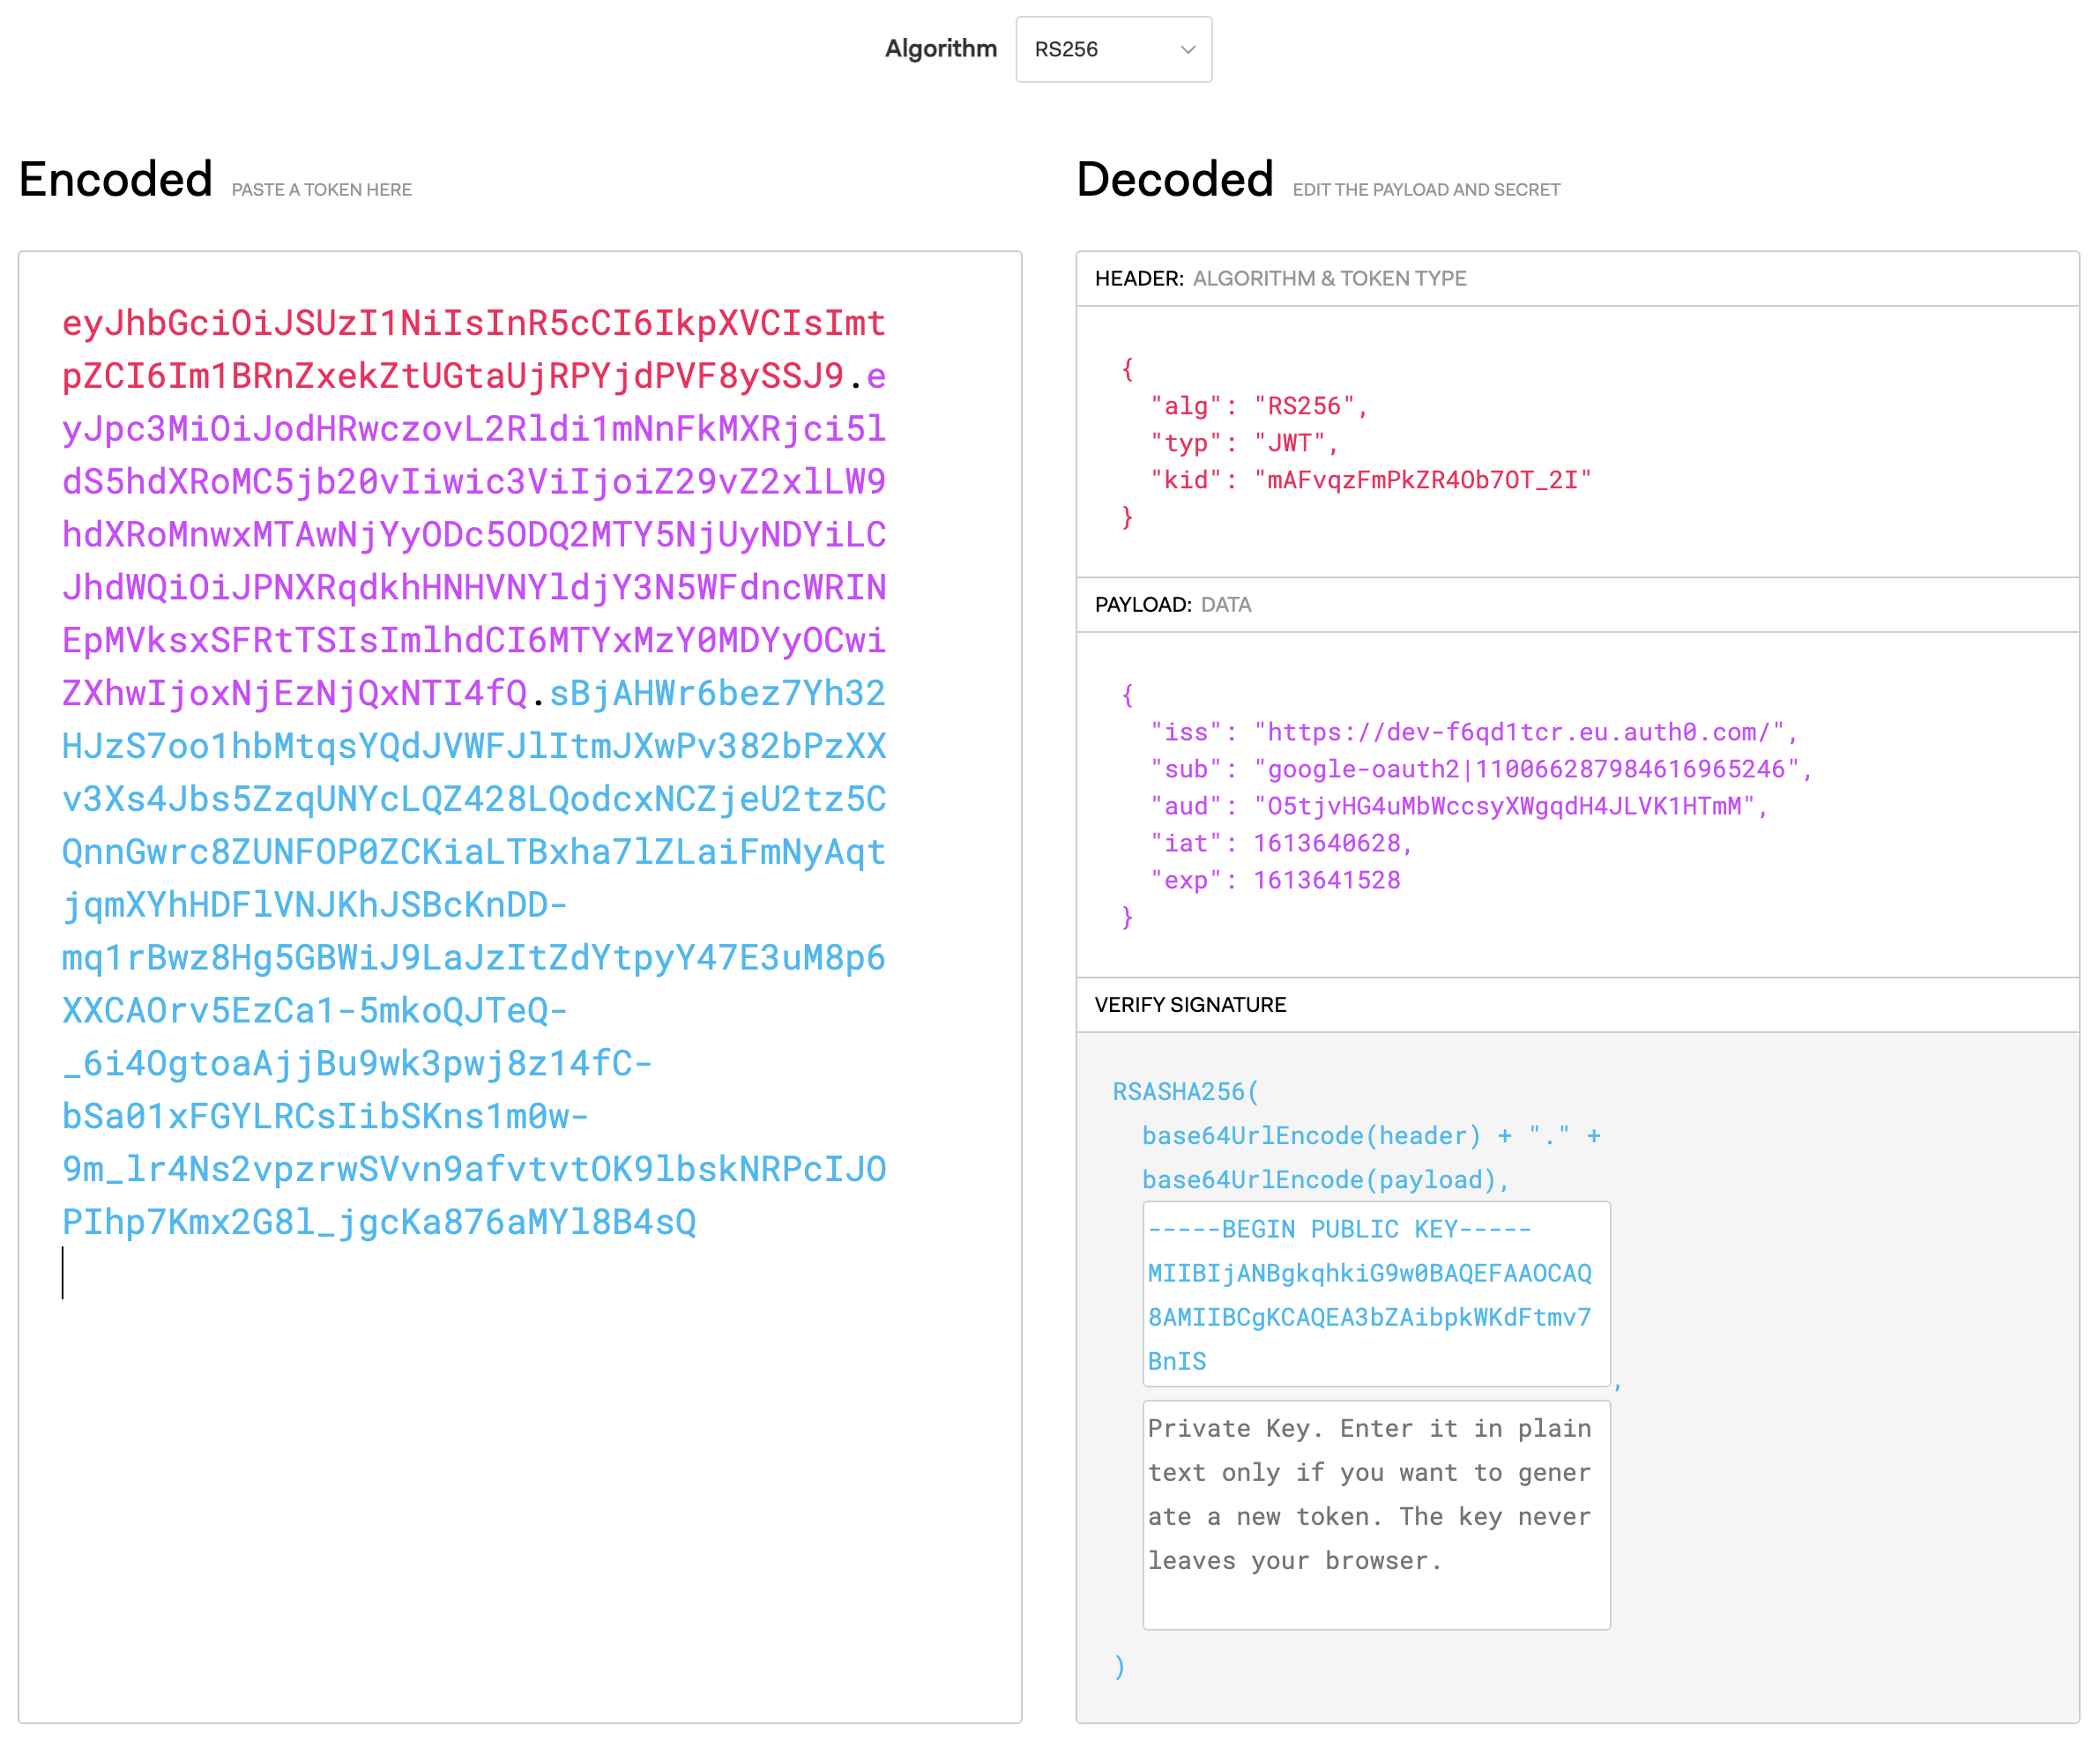 Algorithm RS256
Encoded PASTE A TOKEN HERE
eyJhbGciOiJSUzI1NiIsInR5cCI6IkpXVCIsImt
pZCI6Im1BRnZxekZtUGtaUjRPYjdPVF8ySSJ9.e
yJpc3MiOiJodHRwczovL2Rldi1mNnFkMXRjci5l
dS5hdXRoMC5jb20vIiwic3ViIjoiZ29vZ2xlLW9
hdXRoMnwxMTAwNjYyODc5ODQ2MTY5NjUyNDYiLC
JhdWQiOiJPNXRqdkhHNHVNYldjY3N5WFdncWRIN
EpMVksxSFRtTSIsImlhdCI6MTYxMzY0MDYyOCwi
ZXhwIjoxNjEzNjQxNTI4fQ.sBjAHWr6bez7Yh32
HJzS7oo1hbMtqsYQdJVWFJlItmJXwPv382bPzXX
v3Xs4Jbs5ZzqUNYcLQZ428LQodcxNCZjeU2tz5C
QnnGwrc8ZUNFOP0ZCKiaLTBxha7lZLaiFmNyAqt
jqmXYhHDFlVNJKhJSBcKnDD-
mq1rBwz8Hg5GBWiJ9LaJzItZdYtpyY47E3uM8p6
XXCAOrv5EzCa1-5mkoQJTeQ-
_6i4OgtoaAjjBu9wk3pwj8z14fC-
bSa01xFGYLRCsIibSKns1m0w-
9m_lr4Ns2vpzrwSVvn9afvtvtOK9lbskNRPcIJO
PIhp7Kmx2G8l_jgcKa876aMYl8B4sQ
Decoded EDIT THE PAYLOAD AND SECRET
HEADER: ALGORITHM & TOKEN TYPE
{
"alg": "RS256",
"typ": "JWT",
"kid": "mAFvqzFmPkZR4Ob7OT_2I"
}
PAYLOAD: DATA
{
"iss": "https://dev-f6qd1tcr.eu.auth0.com/",
"sub": "google-oauth2|110066287984616965246",
"aud": "O5tjvHG4uMbWccsyXWgqdH4JLVK1HTmM",
"iat": 1613640628,
"exp": 1613641528
}
VERIFY SIGNATURE
RSASHA256(
base64UrlEncode(header) + "." +
base64UrlEncode(payload),
-----BEGIN PUBLIC KEY-----
MIIBIjANBgkqhkiG9w0BAQEFAAOCAQ
8AMIIBCgKCAQEA3bZAibpkWKdFtmv7
BnIS
,
Private Key. Enter it in plain
text only if you want to gener
ate a new token. The key never
leaves your browser.
)